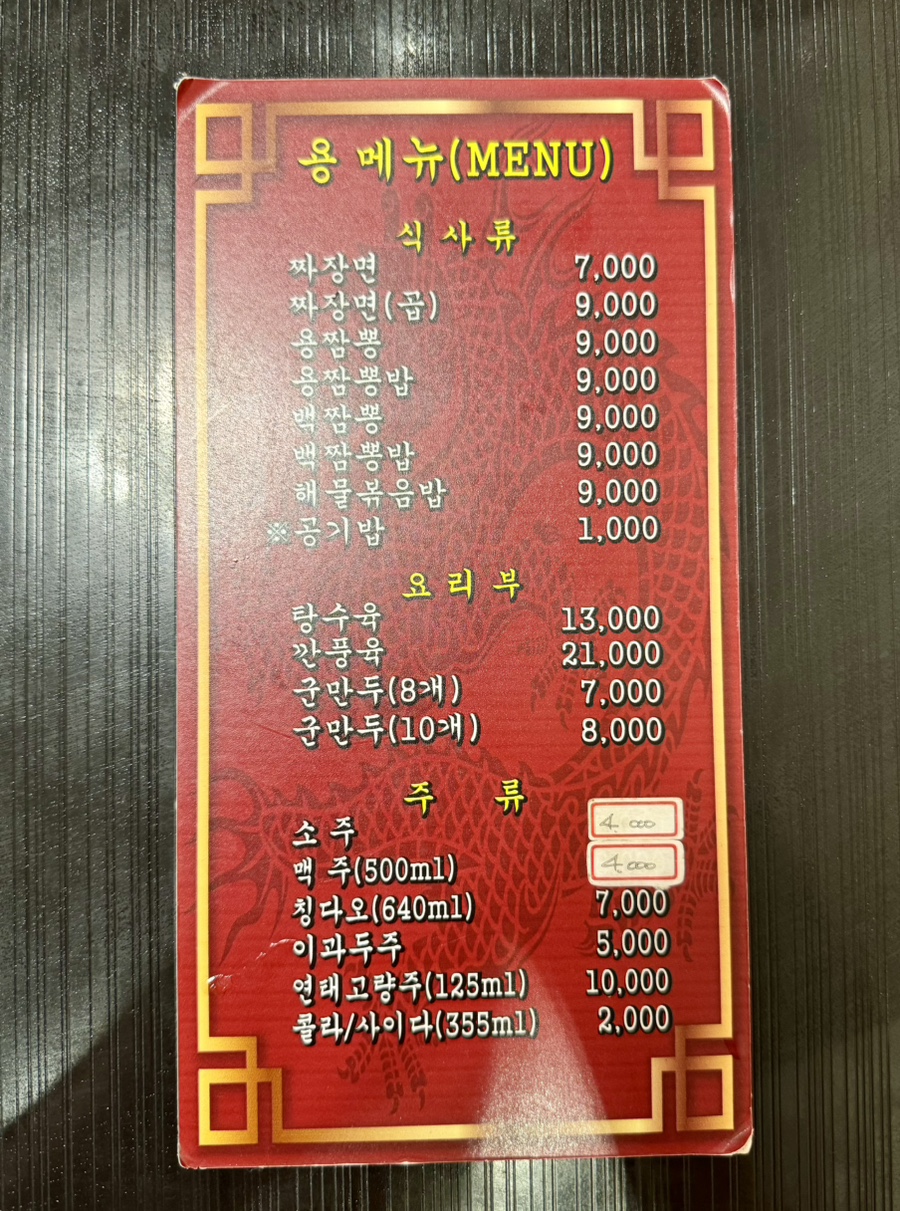 용 메뉴(MENU)
식 사 류
짜장면 7,000
짜장면(곱) 9,000
용짬뽕 9,000
용짬뽕밥 9,000
백짬뽕 9,000
백짬뽕밥 9,000
해물볶음밥 9,000
※공기밥 1,000
요 리 부
탕수육 13,000
깐풍육 21,000
군만두(8개) 7,000
군만두(10개) 8,000
주 류
소 주 4.000
맥 주(500ml) 4.000
칭다오(640ml) 7,000
이과두주 5,000
연태고량주(125ml) 10,000
콜라/사이다(355ml) 2,000